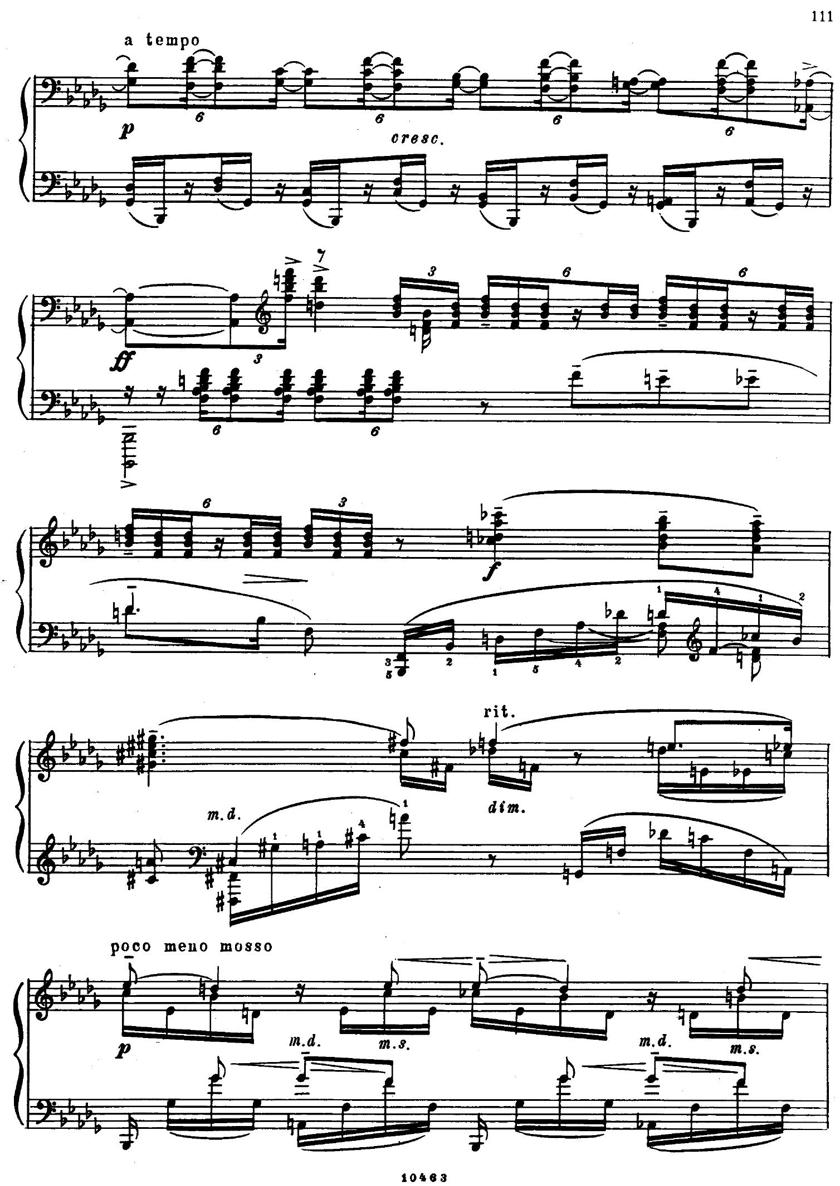 111
a tempo
p
6 6 6 6
cresc.
6 3 6 6
ff
3
6 6
6 3
f
1 4 1 2
3 2
5 1 5 4 2
rit.
m.d.
dim.
1 1 4 1
poco meno mosso
p
m.d. m.s. m.d. m.s.
10463